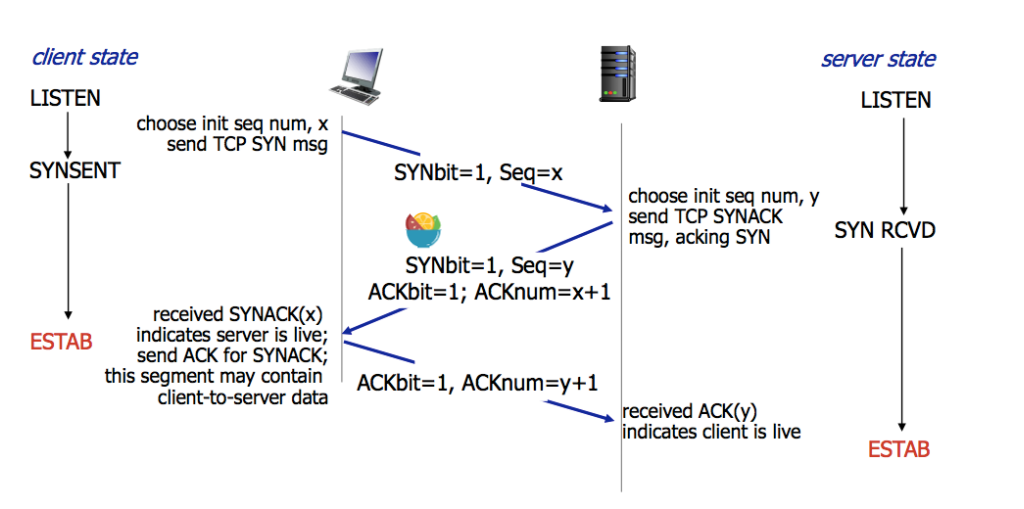 client state
server state
LISTEN
LISTEN
choose init seq num, x
send TCP SYN msg
SYNSENT
SYNbit=1, Seq=x
choose init seq num, y
send TCP SYNACK
msg, acking SYN
SYN RCVD
SYNbit=1, Seq=y
ACKbit=1; ACKnum=x+1
received SYNACK(x)
indicates server is live;
send ACK for SYNACK;
this segment may contain
client-to-server data
ESTAB
ACKbit=1, ACKnum=y+1
received ACK(y)
indicates client is live
ESTAB